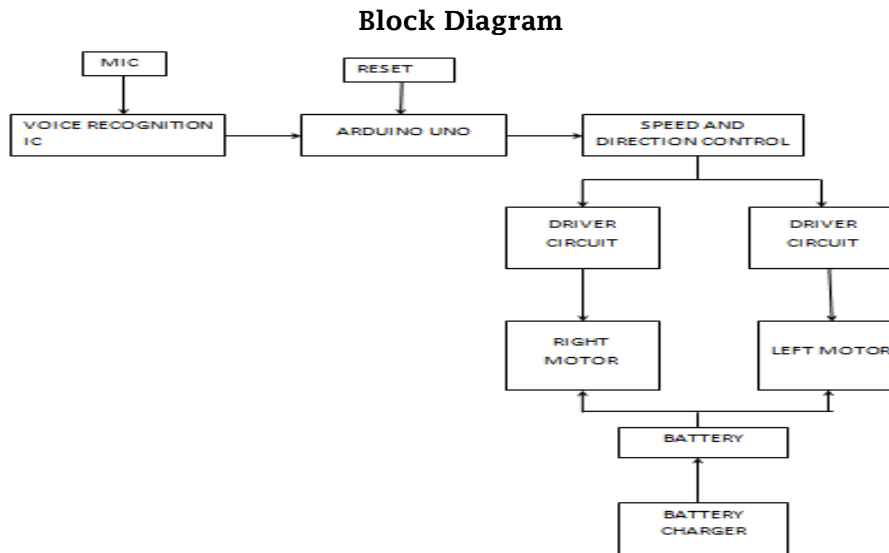 Block Diagram
MIC
RESET
VOICE RECOGNITION
IC
ARDUINO UNO
SPEED AND
DIRECTION CONTROL
DRIVER
CIRCUIT
DRIVER
CIRCUIT
RIGHT
MOTOR
LEFT MOTOR
BATTERY
BATTERY
CHARGER